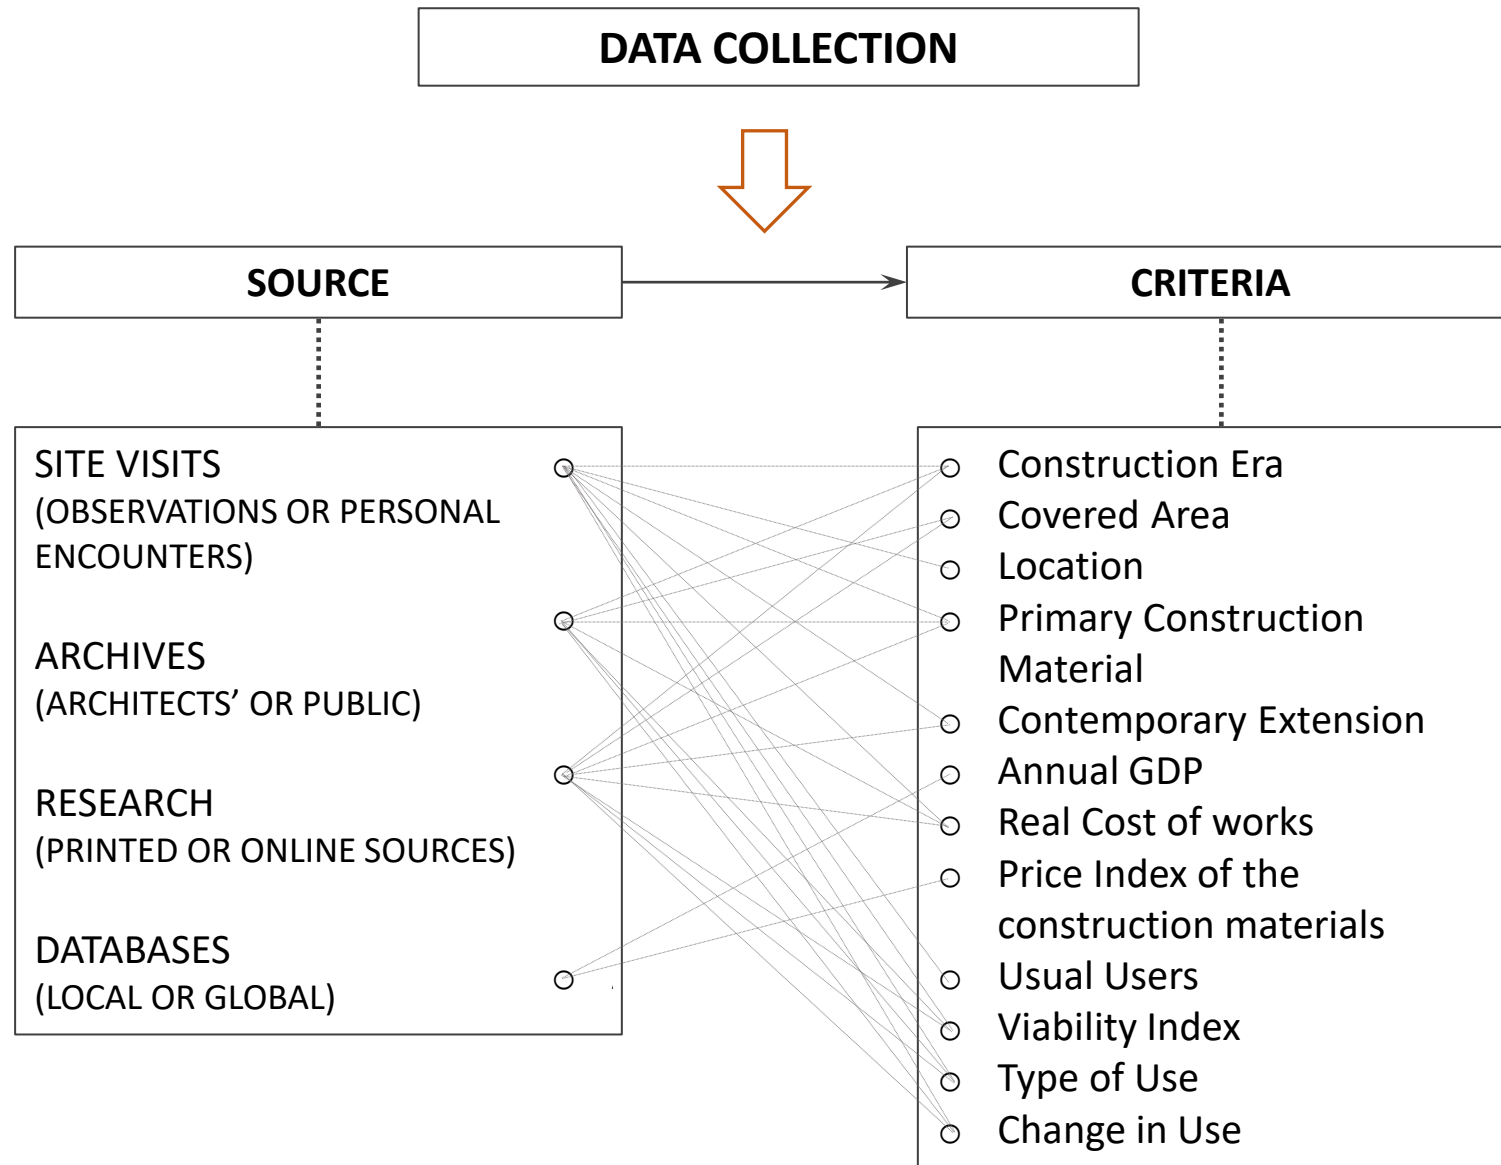 DATA COLLECTION
SOURCE
CRITERIA
SITE VISITS
(OBSERVATIONS OR PERSONAL
ENCOUNTERS)
ARCHIVES
(ARCHITECTS’ OR PUBLIC)
RESEARCH
(PRINTED OR ONLINE SOURCES)
DATABASES
(LOCAL OR GLOBAL)
Construction Era
Covered Area
Location
Primary Construction
Material
Contemporary Extension
Annual GDP
Real Cost of works
Price Index of the
construction materials
Usual Users
Viability Index
Type of Use
Change in Use